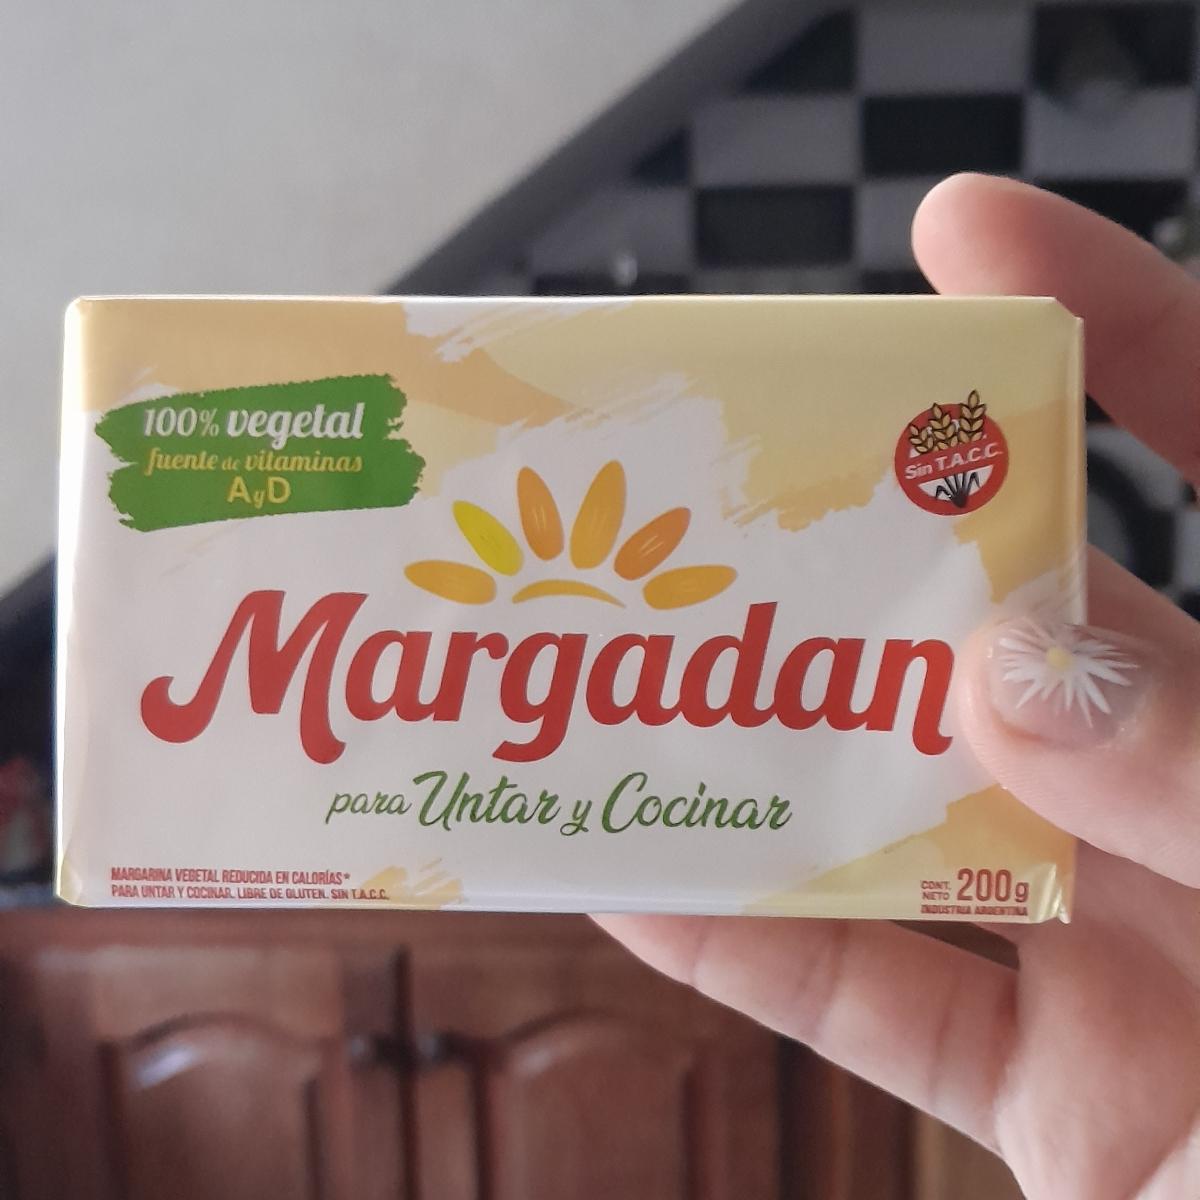 100% vegetal
fuente de vitaminas
A y D
Sin T.A.C.C.
Margadan
para Untar y Cocinar
MARGARINA VEGETAL REDUCIDA EN CALORÍAS*
PARA UNTAR Y COCINAR. LIBRE DE GLUTEN. SIN T.A.C.C.
CONT. NETO 200g
INDUSTRIA ARGENTINA